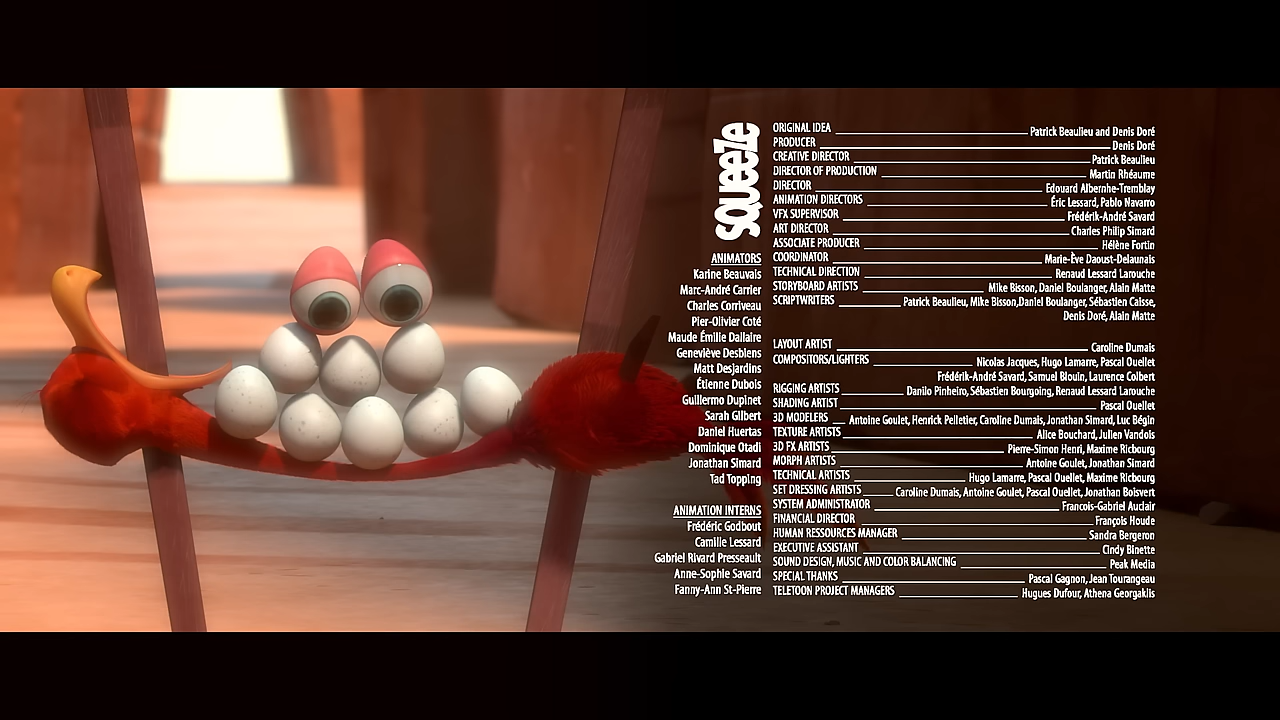 squeeze
ANIMATORS
Karine Beauvais
Marc-André Carrier
Charles Corriveau
Pier-Olivier Coté
Maude Émilie Dallaire
Geneviève Desbiens
Matt Desjardins
Étienne Dubois
Guillermo Dupinet
Sarah Gilbert
Daniel Huertas
Dominique Otadi
Jonathan Simard
Tad Topping
ANIMATION INTERNS
Frédéric Godbout
Camille Lessard
Gabriel Rivard Presseault
Anne-Sophie Savard
Fanny-Ann St-Pierre
ORIGINAL IDEA Patrick Beaulieu and Denis Doré
PRODUCER Denis Doré
CREATIVE DIRECTOR Patrick Beaulieu
DIRECTOR OF PRODUCTION Martin Rhéaume
DIRECTOR Edouard Albernhe-Tremblay
ANIMATION DIRECTORS Éric Lessard, Pablo Navarro
VFX SUPERVISOR Frédérik-André Savard
ART DIRECTOR Charles Philip Simard
ASSOCIATE PRODUCER Hélène Fortin
COORDINATOR Marie-Ève Daoust-Delaunais
TECHNICAL DIRECTION Renaud Lessard Larouche
STORYBOARD ARTISTS Mike Bisson, Daniel Boulanger, Alain Matte
SCRIPTWRITERS Patrick Beaulieu, Mike Bisson,Daniel Boulanger, Sébastien Caisse,
Denis Doré, Alain Matte
LAYOUT ARTIST Caroline Dumais
COMPOSITORS/LIGHTERS Nicolas Jacques, Hugo Lamarre, Pascal Ouellet
Frédérik-André Savard, Samuel Blouin, Laurence Colbert
RIGGING ARTISTS Danilo Pinheiro, Sébastien Bourgoing, Renaud Lessard Larouche
SHADING ARTIST Pascal Ouellet
3D MODELERS Antoine Goulet, Henrick Pelletier, Caroline Dumais, Jonathan Simard, Luc Bégin
TEXTURE ARTISTS Alice Bouchard, Julien Vandois
3D FX ARTISTS Pierre-Simon Henri, Maxime Ricbourg
MORPH ARTISTS Antoine Goulet, Jonathan Simard
TECHNICAL ARTISTS Hugo Lamarre, Pascal Ouellet, Maxime Ricbourg
SET DRESSING ARTISTS Caroline Dumais, Antoine Goulet, Pascal Ouellet, Jonathan Boisvert
SYSTEM ADMINISTRATOR Francois-Gabriel Auclair
FINANCIAL DIRECTOR François Houde
HUMAN RESSOURCES MANAGER Sandra Bergeron
EXECUTIVE ASSISTANT Cindy Binette
SOUND DESIGN, MUSIC AND COLOR BALANCING Peak Media
SPECIAL THANKS Pascal Gagnon, Jean Tourangeau
TELETOON PROJECT MANAGERS Hugues Dufour, Athena Georgaklis